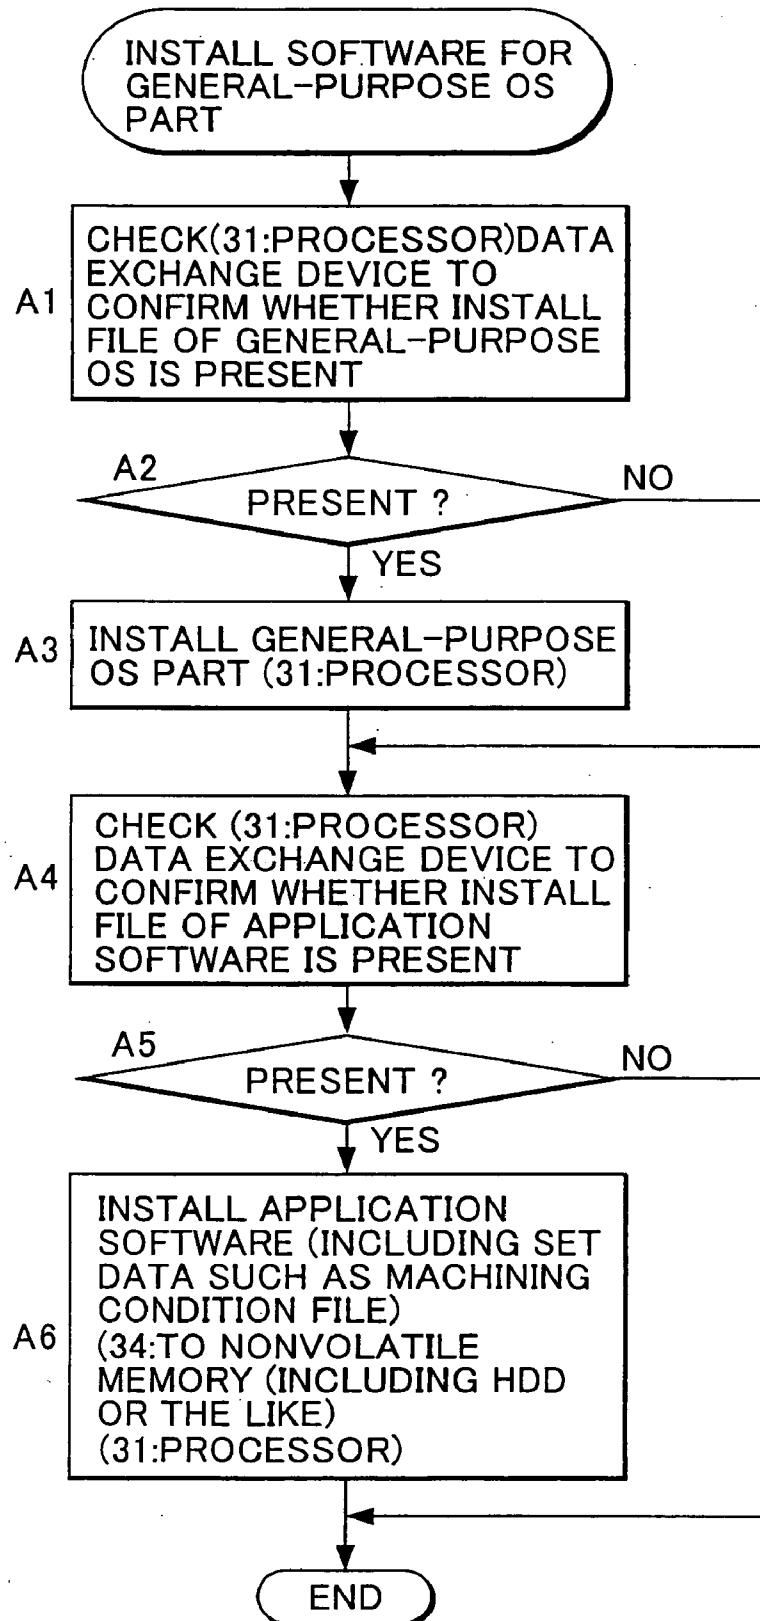 INSTALL SOFTWARE FOR
GENERAL-PURPOSE OS
PART
A1
CHECK(31:PROCESSOR)DATA
EXCHANGE DEVICE TO
CONFIRM WHETHER INSTALL
FILE OF GENERAL-PURPOSE
OS IS PRESENT
A2
PRESENT ?
NO
YES
A3
INSTALL GENERAL-PURPOSE
OS PART (31:PROCESSOR)
A4
CHECK (31:PROCESSOR)
DATA EXCHANGE DEVICE TO
CONFIRM WHETHER INSTALL
FILE OF APPLICATION
SOFTWARE IS PRESENT
A5
PRESENT ?
NO
YES
A6
INSTALL APPLICATION
SOFTWARE (INCLUDING SET
DATA SUCH AS MACHINING
CONDITION FILE)
(34:TO NONVOLATILE
MEMORY (INCLUDING HDD
OR THE LIKE)
(31:PROCESSOR)
END